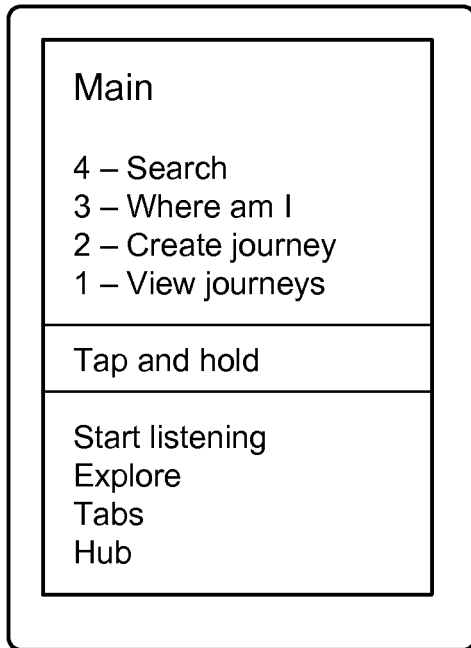 Main
4 – Search
3 – Where am I
2 – Create journey
1 – View journeys
Tap and hold
Start listening
Explore
Tabs
Hub